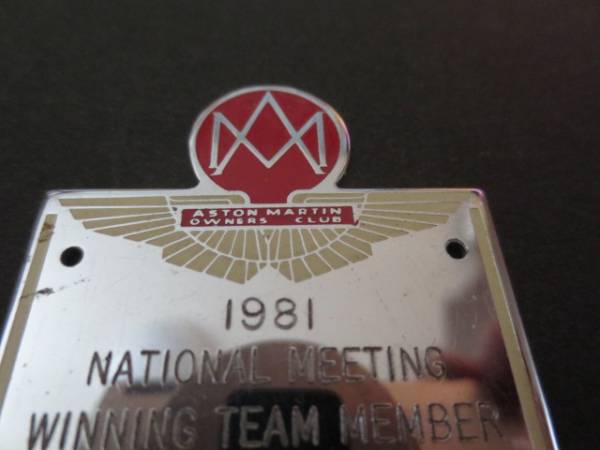 AM
ASTON MARTIN
OWNERS CLUB
1981
NATIONAL MEETING
WINNING TEAM MEMBER